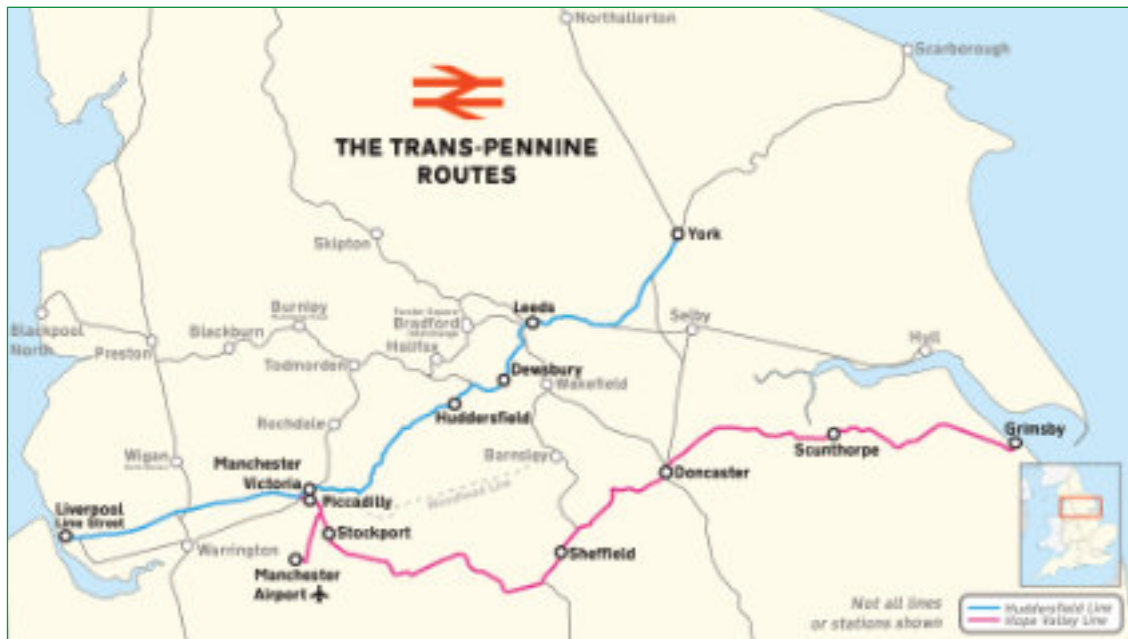 Northallerton
Scarborough
THE TRANS-PENNINE
ROUTES
Skipton
York
Leeds
Burnley
Bradford
Selby
Blackpool
North
Blackburn
Preston
Halifax
Hull
Todmorden
Dewsbury
Wakefield
Huddersfield
Rochdale
Grimsby
Scunthorpe
Wigan
Manchester
Victoria
Piccadilly
Barnsley
Doncaster
Woodhead Line
Liverpool
Lime Street
Stockport
Warrington
Sheffield
Manchester
Airport
Not all lines
or stations shown
Huddersfield Line
Hope Valley Line